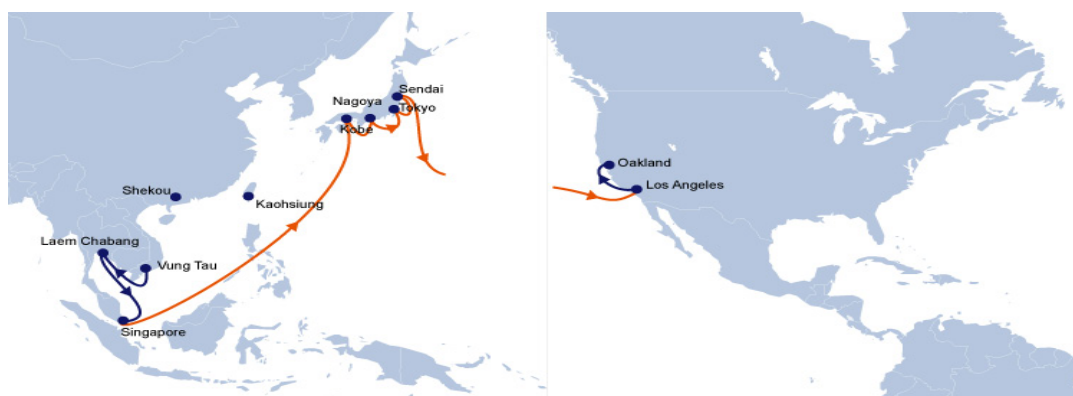 Sendai
Nagoya
Tokyo
Kobe
Shekou
Kaohsiung
Laem Chabang
Vung Tau
Singapore
Oakland
Los Angeles